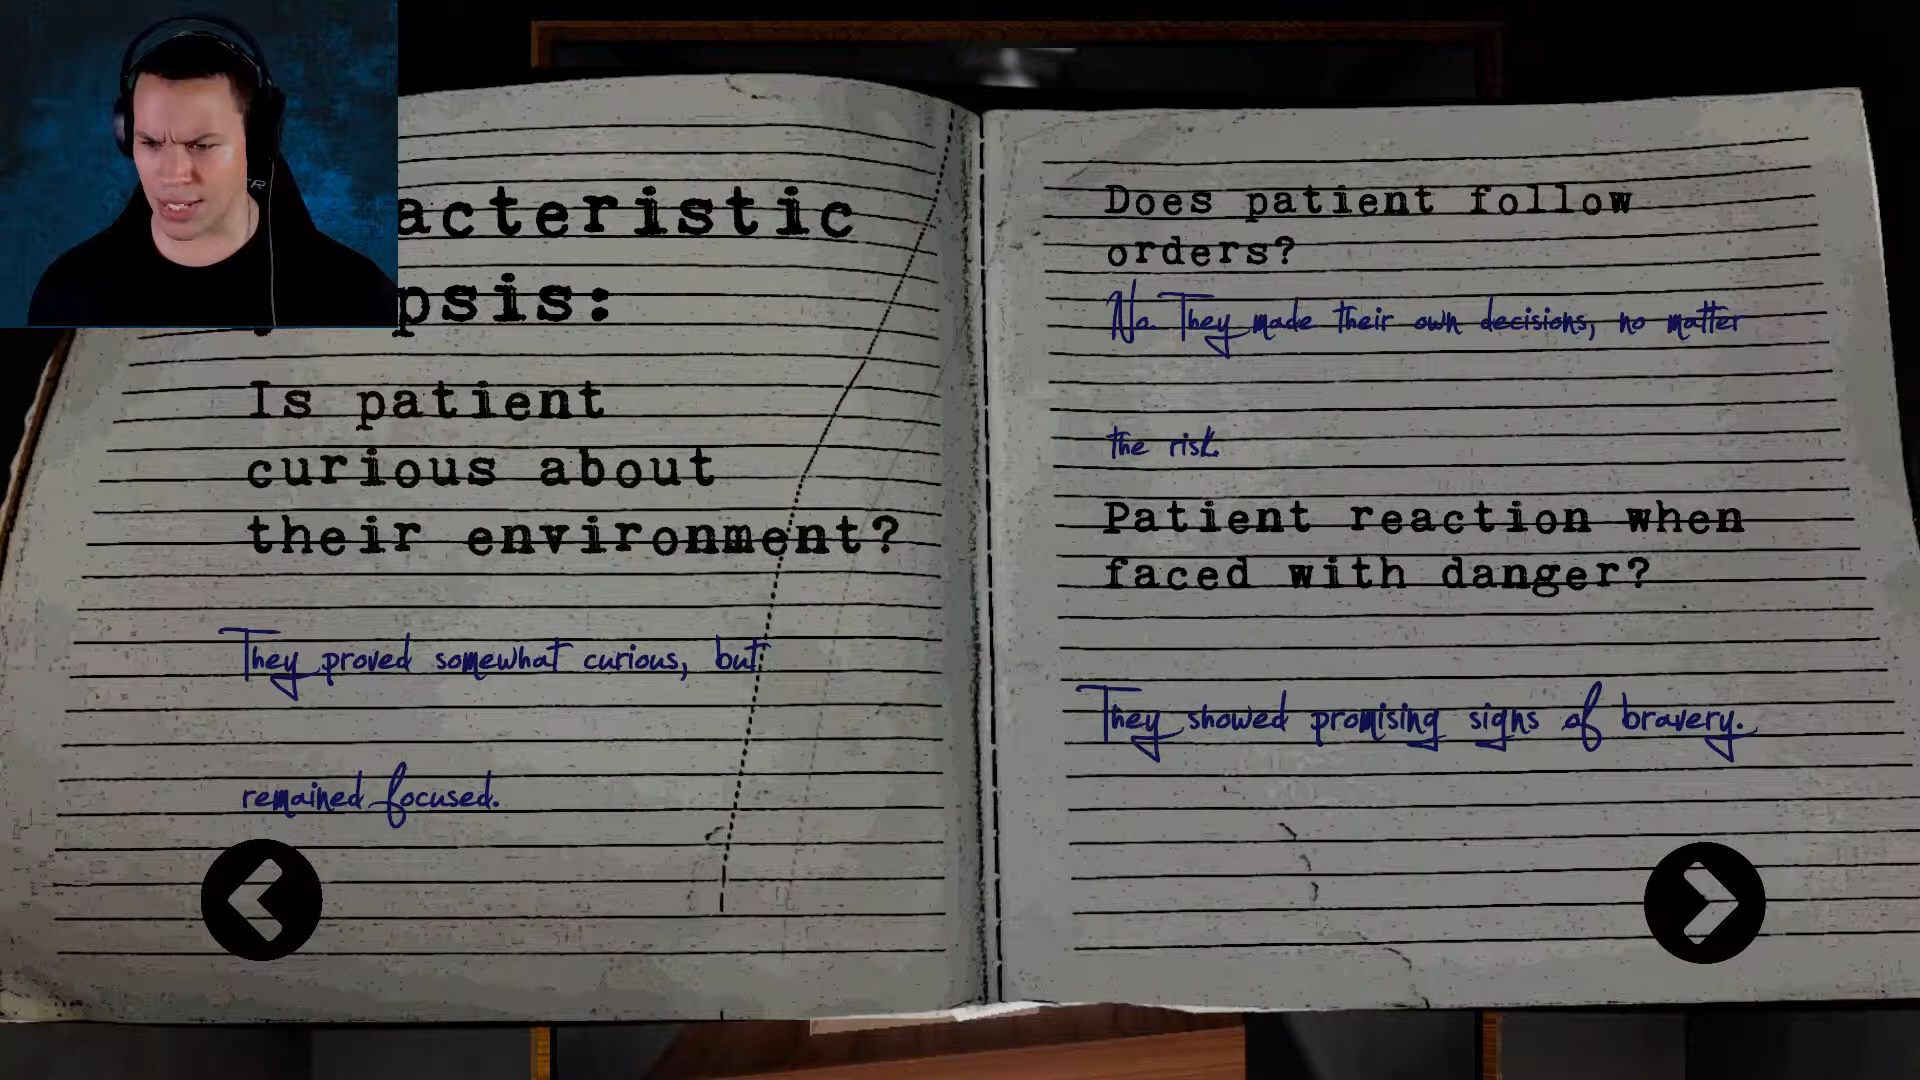 acteristic
psis:
Is patient
curious about
their environment?
They proved somewhat curious, but
remained focused.
Does patient follow
orders?
No. They made their own decisions, no matter
the risk.
Patient reaction when
faced with danger?
They showed promising signs of bravery.